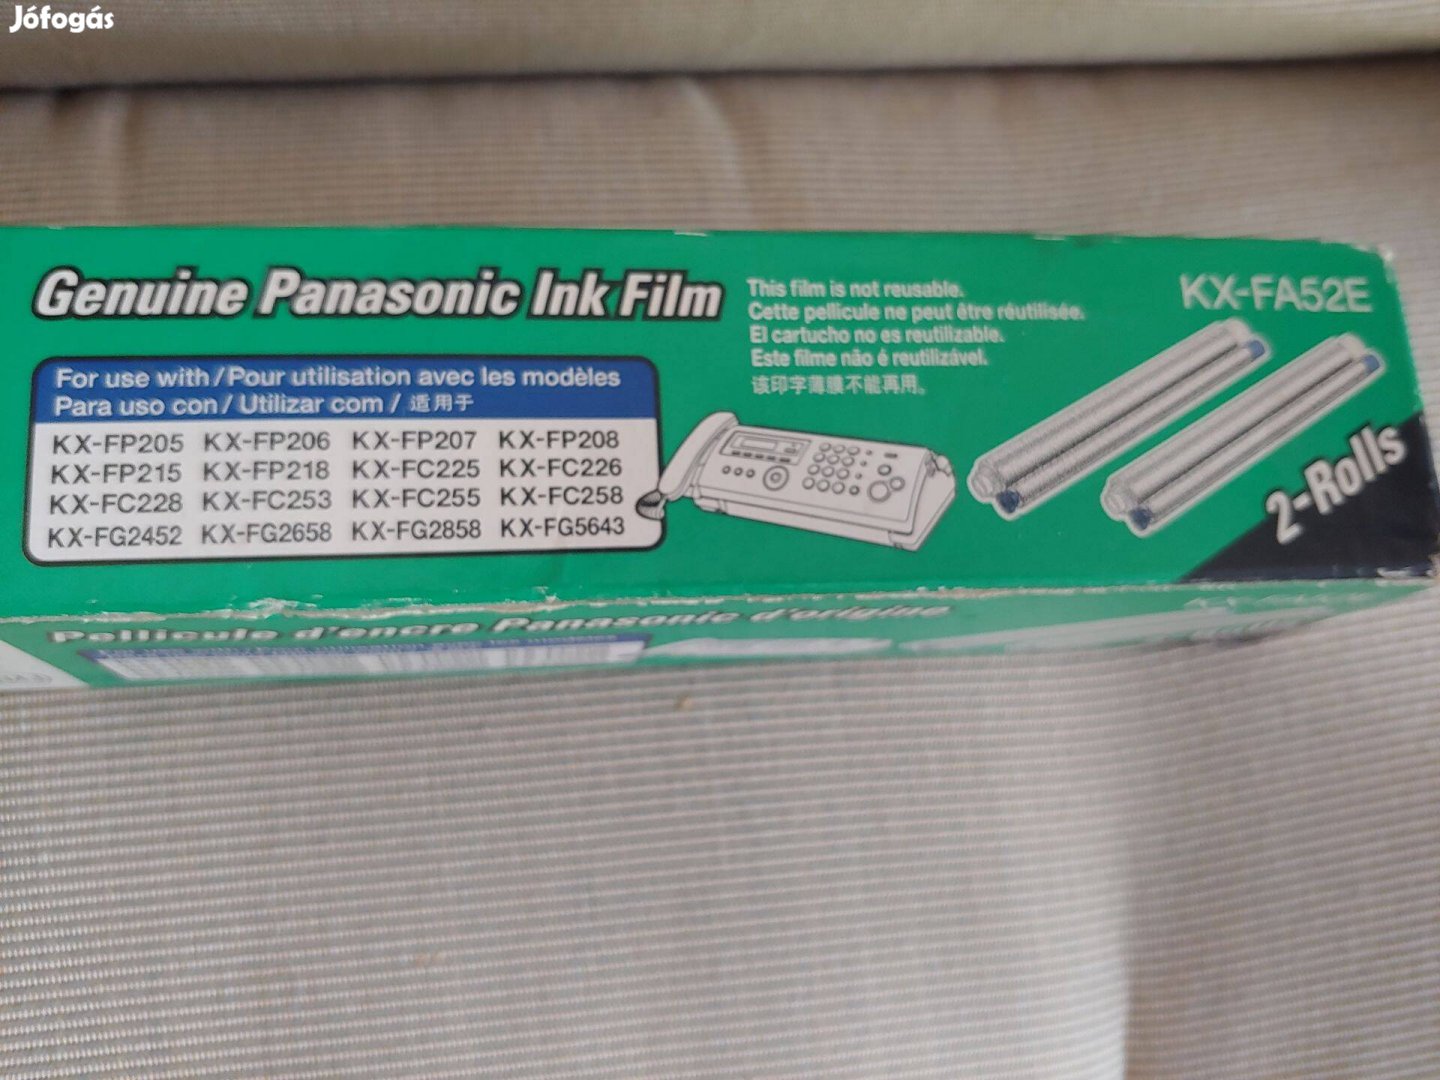 Jófogás
Genuine Panasonic Ink Film
This film is not reusable.
Cette pellicule ne peut être réutilisée.
El cartucho no es reutilizable.
Este filme não é reutilizável.
该印字薄膜不能再用。
KX-FA52E
2-Rolls
For use with/Pour utilisation avec les modèles
Para uso con/Utilizar com/适用于
KX-FP205 KX-FP206 KX-FP207 KX-FP208
KX-FP215 KX-FP218 KX-FC225 KX-FC226
KX-FC228 KX-FC253 KX-FC255 KX-FC258
KX-FG2452 KX-FG2658 KX-FG2858 KX-FG5643
Pellicule d'encre Panasonic d'origine